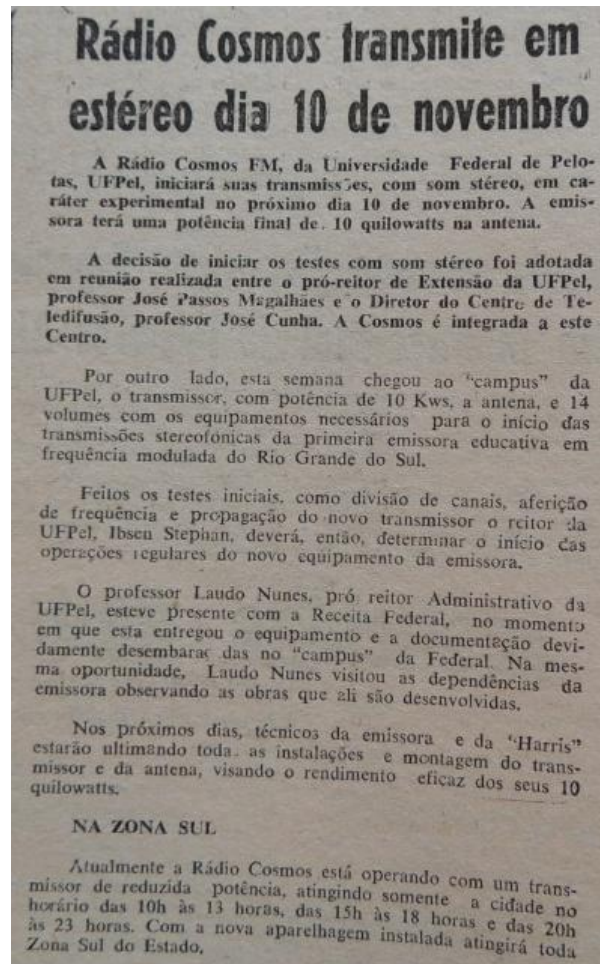 Rádio Cosmos transmite em
estéreo dia 10 de novembro
A Rádio Cosmos FM, da Universidade Federal de Pelo-
tas, UFPel, iniciará suas transmissões, com som stéreo, em ca-
ráter experimental no próximo dia 10 de novembro. A emis-
sora terá uma potência final de. 10 quilowatts na antena.
A decisão de iniciar os testes com som stéreo foi adotada
em reunião realizada entre o pró-reitor de Extensão da UFPel,
professor José Passos Magalhães e o Diretor do Centro de Te-
ledifusão, professor José Cunha. A Cosmos é integrada a este
Centro.
Por outro lado, esta semana chegou ao "campus" da
UFPel, o transmissor, com potência de 10 Kws, a antena, e 14
volumes com os equipamentos necessários para o início das
transmissões stereofónicas da primeira emissora educativa em
frequência modulada do Rio Grande do Sul.
Feitos os testes iniciais, como divisão de canais, aferição
de frequência e propagação do novo transmissor o reitor da
UFPel, Ibsen Stephan, deverá, então, determinar o início das
operações regulares do novo equipamento da emissora.
O professor Laudo Nunes, pró reitor Administrativo da
UFPel, esteve presente com a Receita Federal, no momento
em que esta entregou o equipamento e a documentação devi-
damente desembaraç das no "campus" da Federal. Na mes-
ma oportunidade, Laudo Nunes visitou as dependências da
emissora observando as obras que ali são desenvolvidas.
Nos próximos dias, técnicos da emissora e da "Harris"
estarão ultimando toda. as instalações e montagem do trans-
missor e da antena, visando o rendimento eficaz dos seus 10
quilowatts.
NA ZONA SUL
Atualmente a Rádio Cosmos está operando com um trans-
missor de reduzida potência, atingindo somente a cidade no
horário das 10h às 13 horas, das 15h às 18 horas e das 20h
às 23 horas. Com a nova aparelhagem instalada atingirá toda
Zona Sul do Estado.